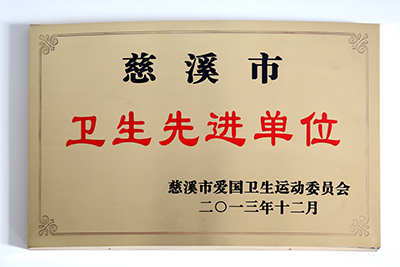 慈溪市
卫生先进单位
慈溪市爱国卫生运动委员会
二〇一三年十二月